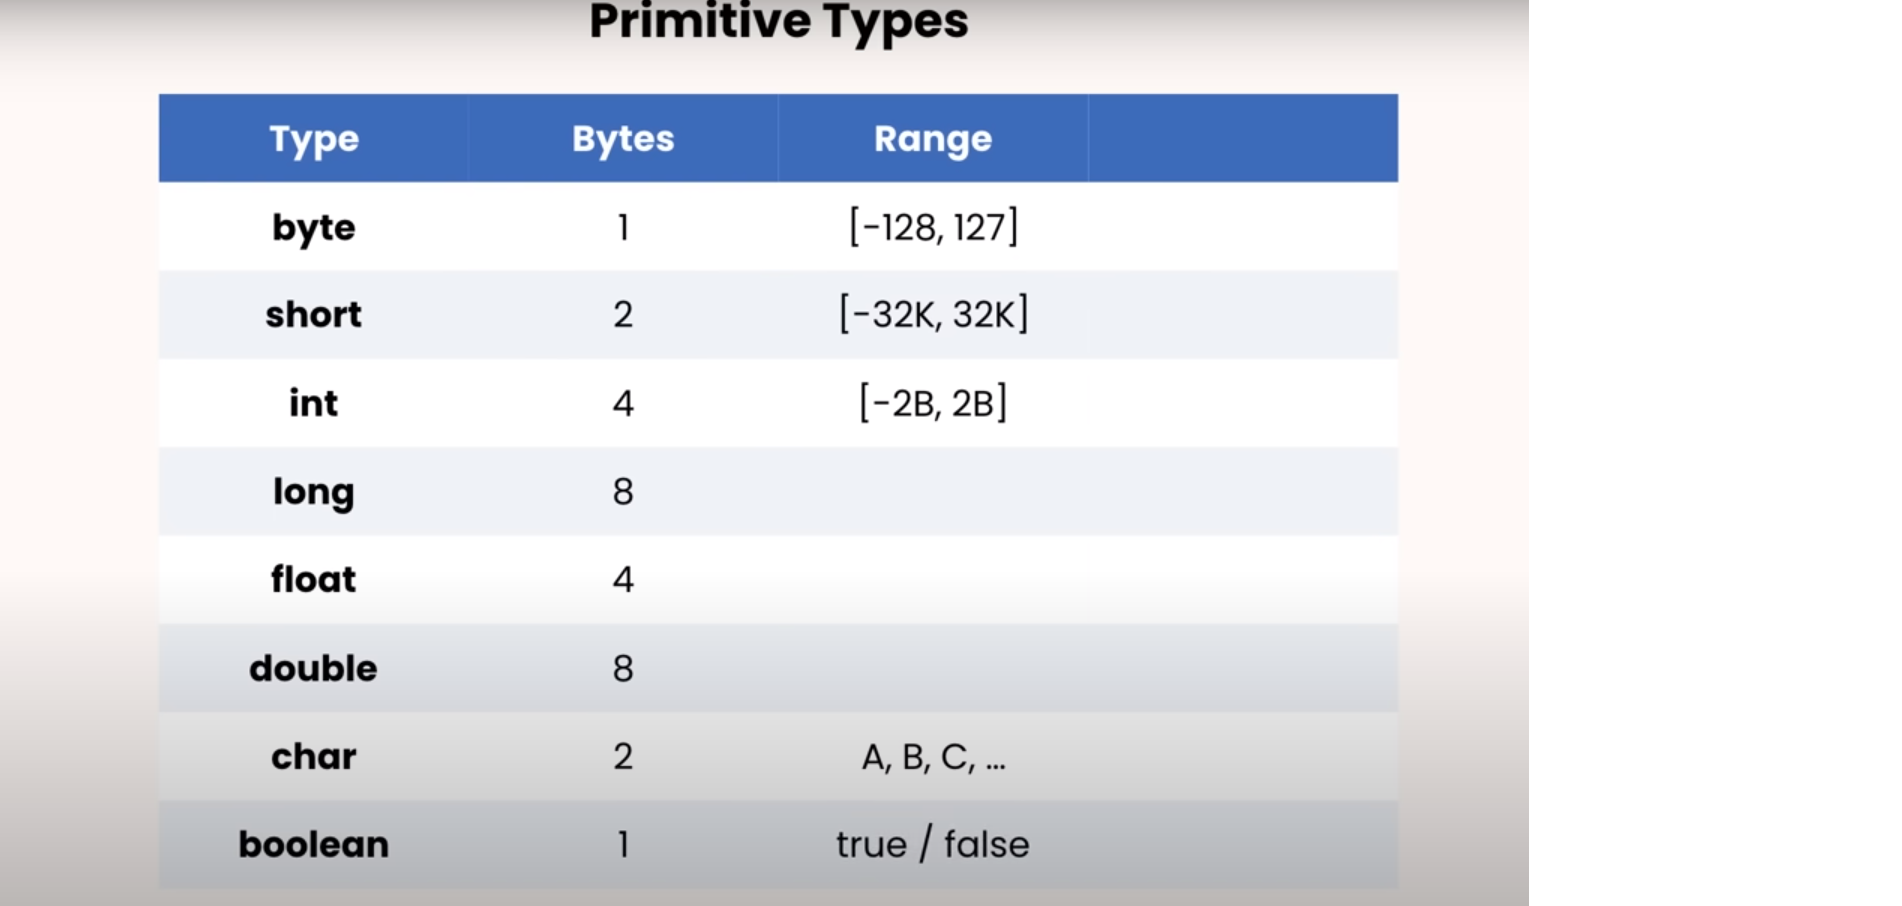 Primitive Types
Type Bytes Range
byte 1 [-128, 127]
short 2 [-32K, 32K]
int 4 [-2B, 2B]
long 8
float 4
double 8
char 2 A, B, C, ...
boolean 1 true / false